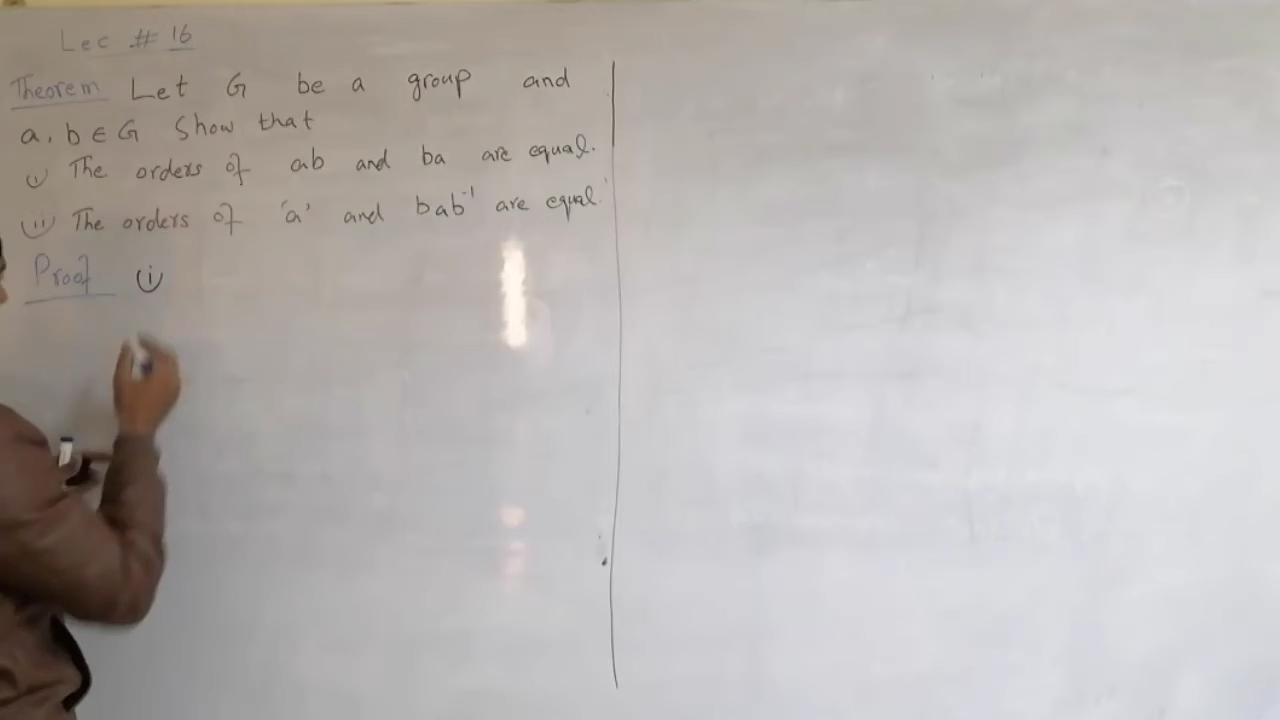 Lec # 16
Theorem Let G be a group and
a, b ∈ G Show that
(i) The orders of ab and ba are equal.
(ii) The orders of 'a' and bab⁻¹ are equal.
Proof (i)